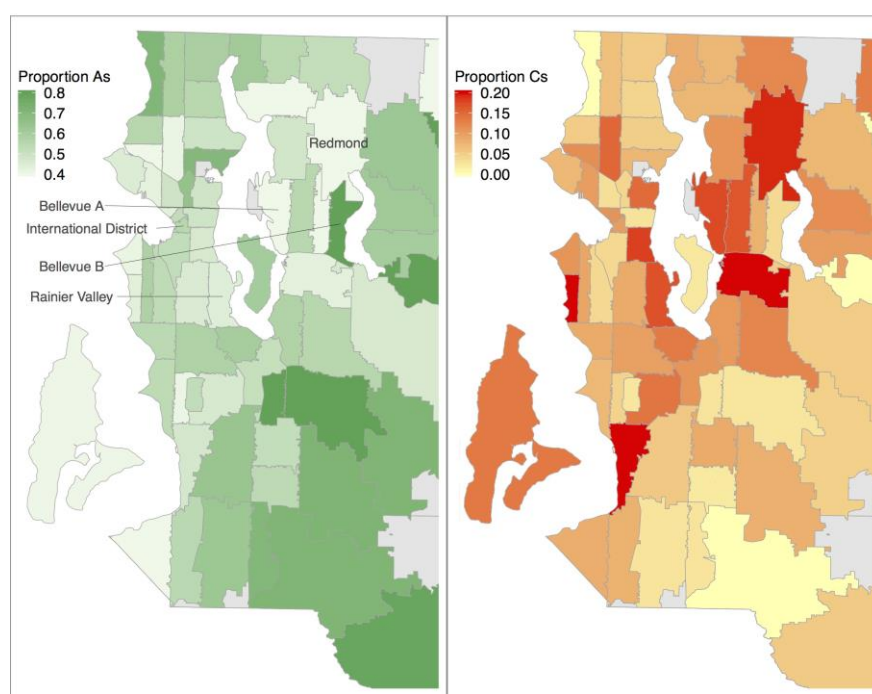 Proportion As
0.8
0.7
0.6
0.5
0.4
Redmond
Bellevue A
International District
Bellevue B
Rainier Valley
Proportion Cs
0.20
0.15
0.10
0.05
0.00